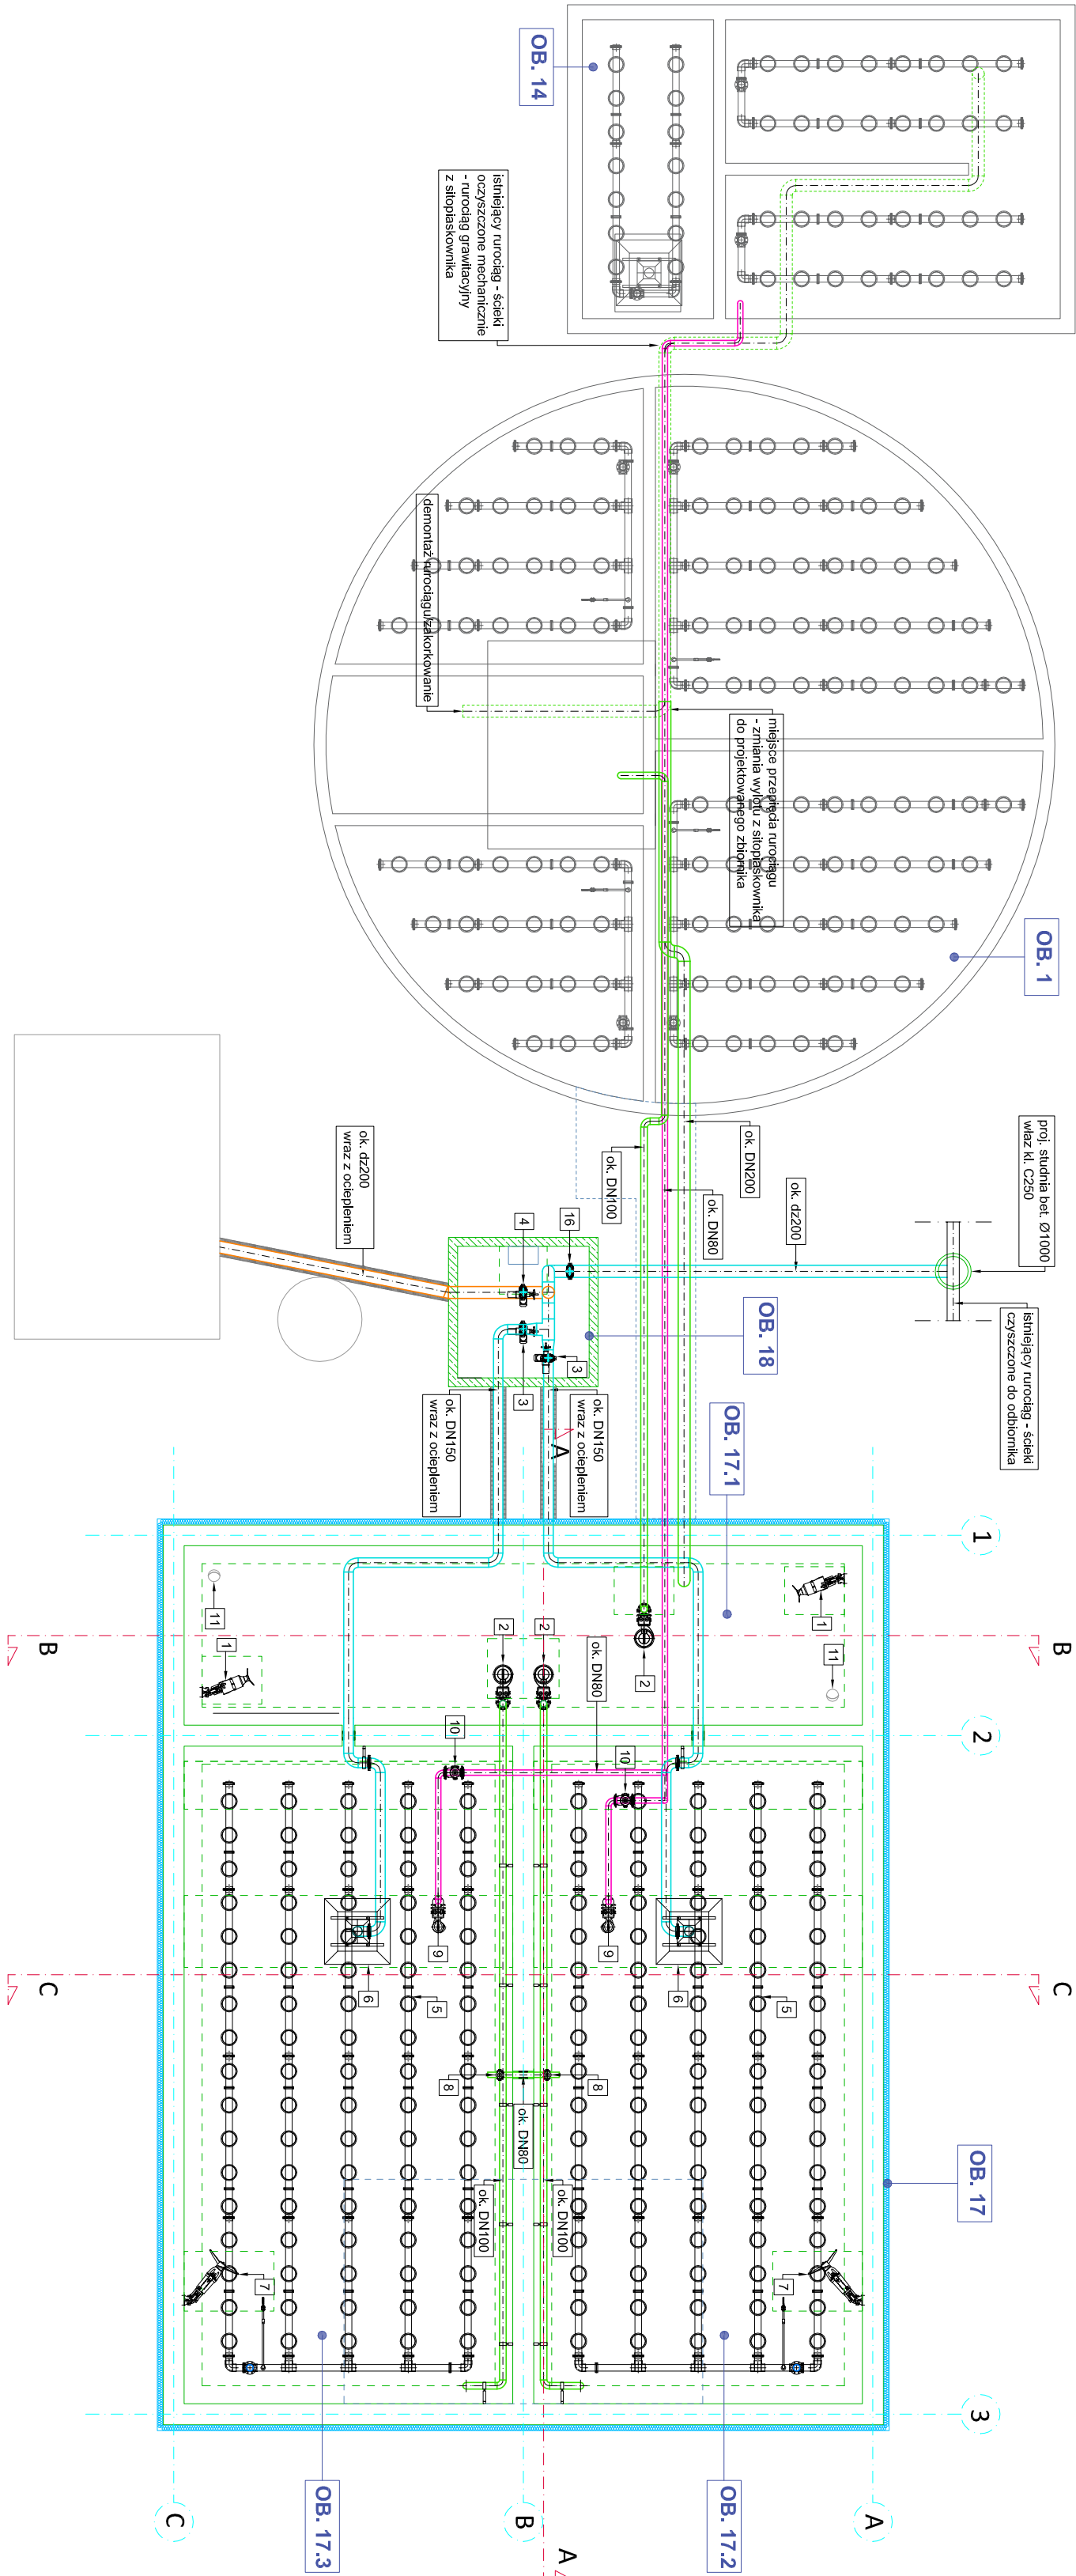 OB. 14
istniejący rurociąg - ścieki
oczyszczone mechanicznie
- rurociąg grawitacyjny
z sitopiaskownika
demontaż rurociągu/zakorkowanie
miejsce przepięcia rurociągu
- zmiania wylotu z sitopiaskownika
do projektowanego zbiornika
OB. 1
proj. studnia bet. Ø1000
właz kl. C250
istniejący rurociąg - ścieki
czyszczone do odbiornika
ok. dz200
ok. DN200
ok. DN80
ok. DN100
ok. dz200
wraz z ociepleniem
4
16
3
3
OB. 18
ok. DN150
wraz z ociepleniem
ok. DN150
wraz z ociepleniem
A
OB. 17.1
1
11
1
1
11
2
2
2
B
B
ok. DN80
2
10
10
9
9
6
6
C
C
5
5
8
8
ok. DN80
ok. DN100
ok. DN100
OB. 17
7
7
3
OB. 17.3
OB. 17.2
C
B
A
A